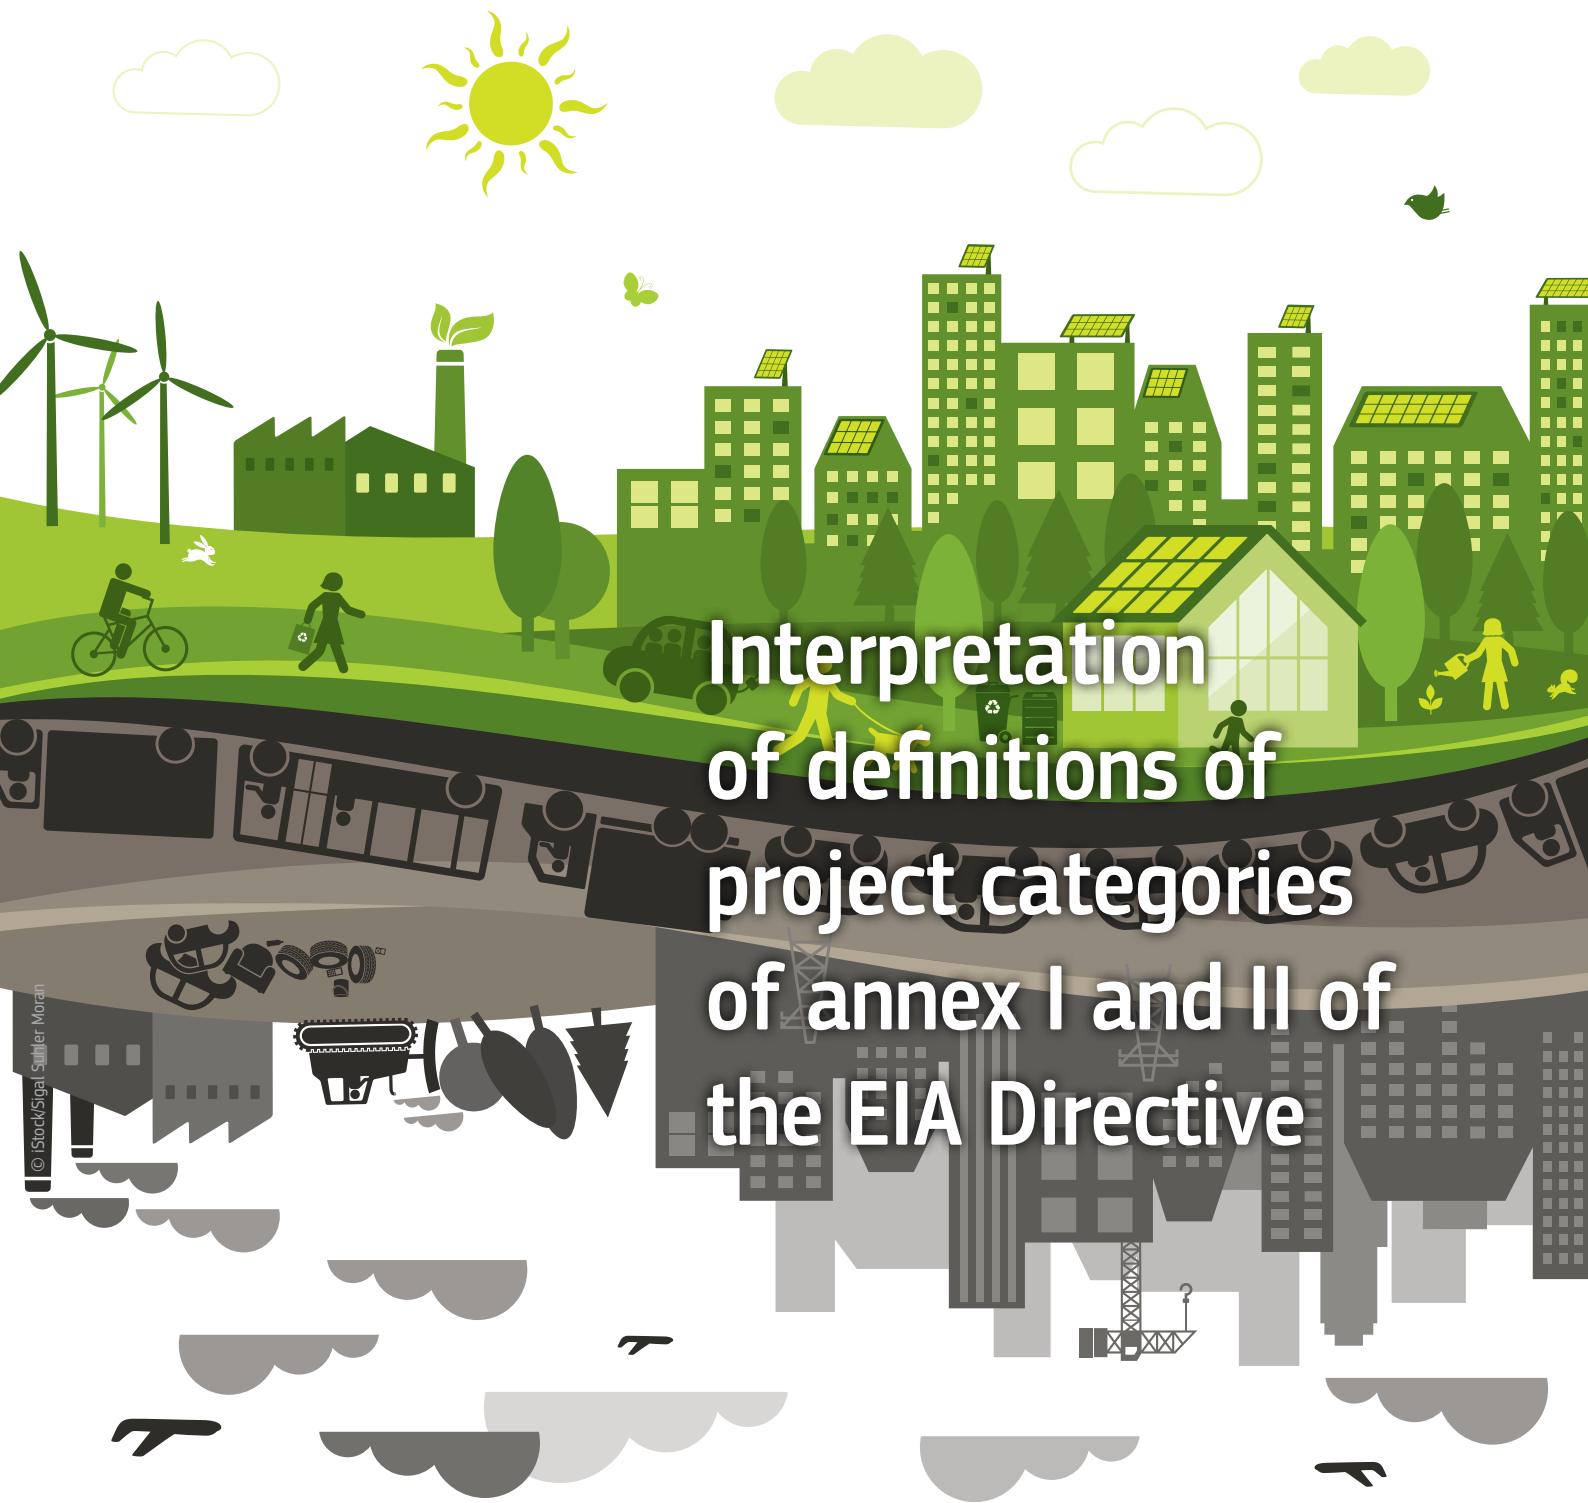 Interpretation
of definitions of
project categories
of annex I and II of
the EIA Directive
© iStock/Sigal Suhler Moran